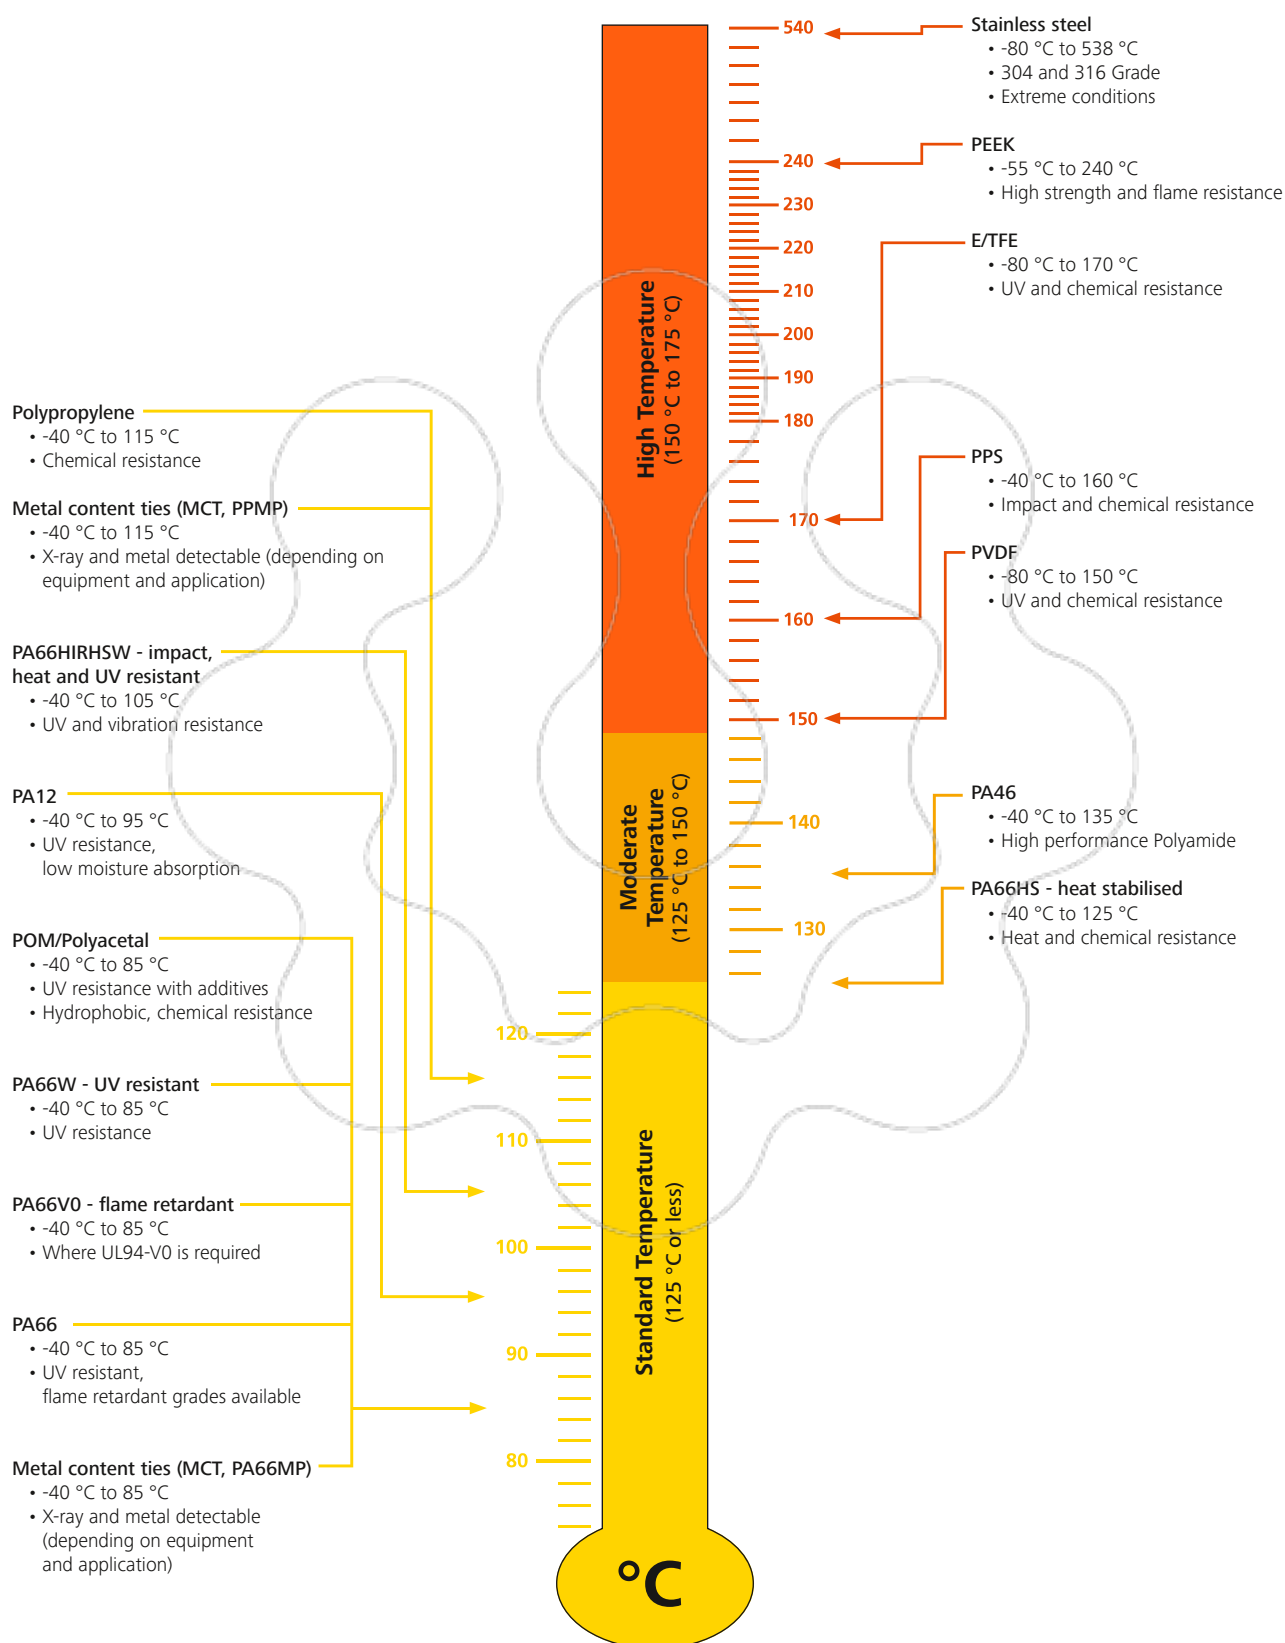 Polypropylene
• -40 °C to 115 °C
• Chemical resistance
Metal content ties (MCT, PPMP)
• -40 °C to 115 °C
• X-ray and metal detectable (depending on
equipment and application)
PA66HIRHSW - impact,
heat and UV resistant
• -40 °C to 105 °C
• UV and vibration resistance
PA12
• -40 °C to 95 °C
• UV resistance,
low moisture absorption
POM/Polyacetal
• -40 °C to 85 °C
• UV resistance with additives
• Hydrophobic, chemical resistance
PA66W - UV resistant
• -40 °C to 85 °C
• UV resistance
PA66V0 - flame retardant
• -40 °C to 85 °C
• Where UL94-V0 is required
PA66
• -40 °C to 85 °C
• UV resistant,
flame retardant grades available
Metal content ties (MCT, PA66MP)
• -40 °C to 85 °C
• X-ray and metal detectable
(depending on equipment
and application)
120
110
100
90
80
High Temperature
(150 °C to 175 °C)
Moderate
Temperature
(125 °C to 150 °C)
Standard Temperature
(125 °C or less)
°C
540
240
230
220
210
200
190
180
170
160
150
140
130
Stainless steel
• -80 °C to 538 °C
• 304 and 316 Grade
• Extreme conditions
PEEK
• -55 °C to 240 °C
• High strength and flame resistance
E/TFE
• -80 °C to 170 °C
• UV and chemical resistance
PPS
• -40 °C to 160 °C
• Impact and chemical resistance
PVDF
• -80 °C to 150 °C
• UV and chemical resistance
PA46
• -40 °C to 135 °C
• High performance Polyamide
PA66HS - heat stabilised
• -40 °C to 125 °C
• Heat and chemical resistance